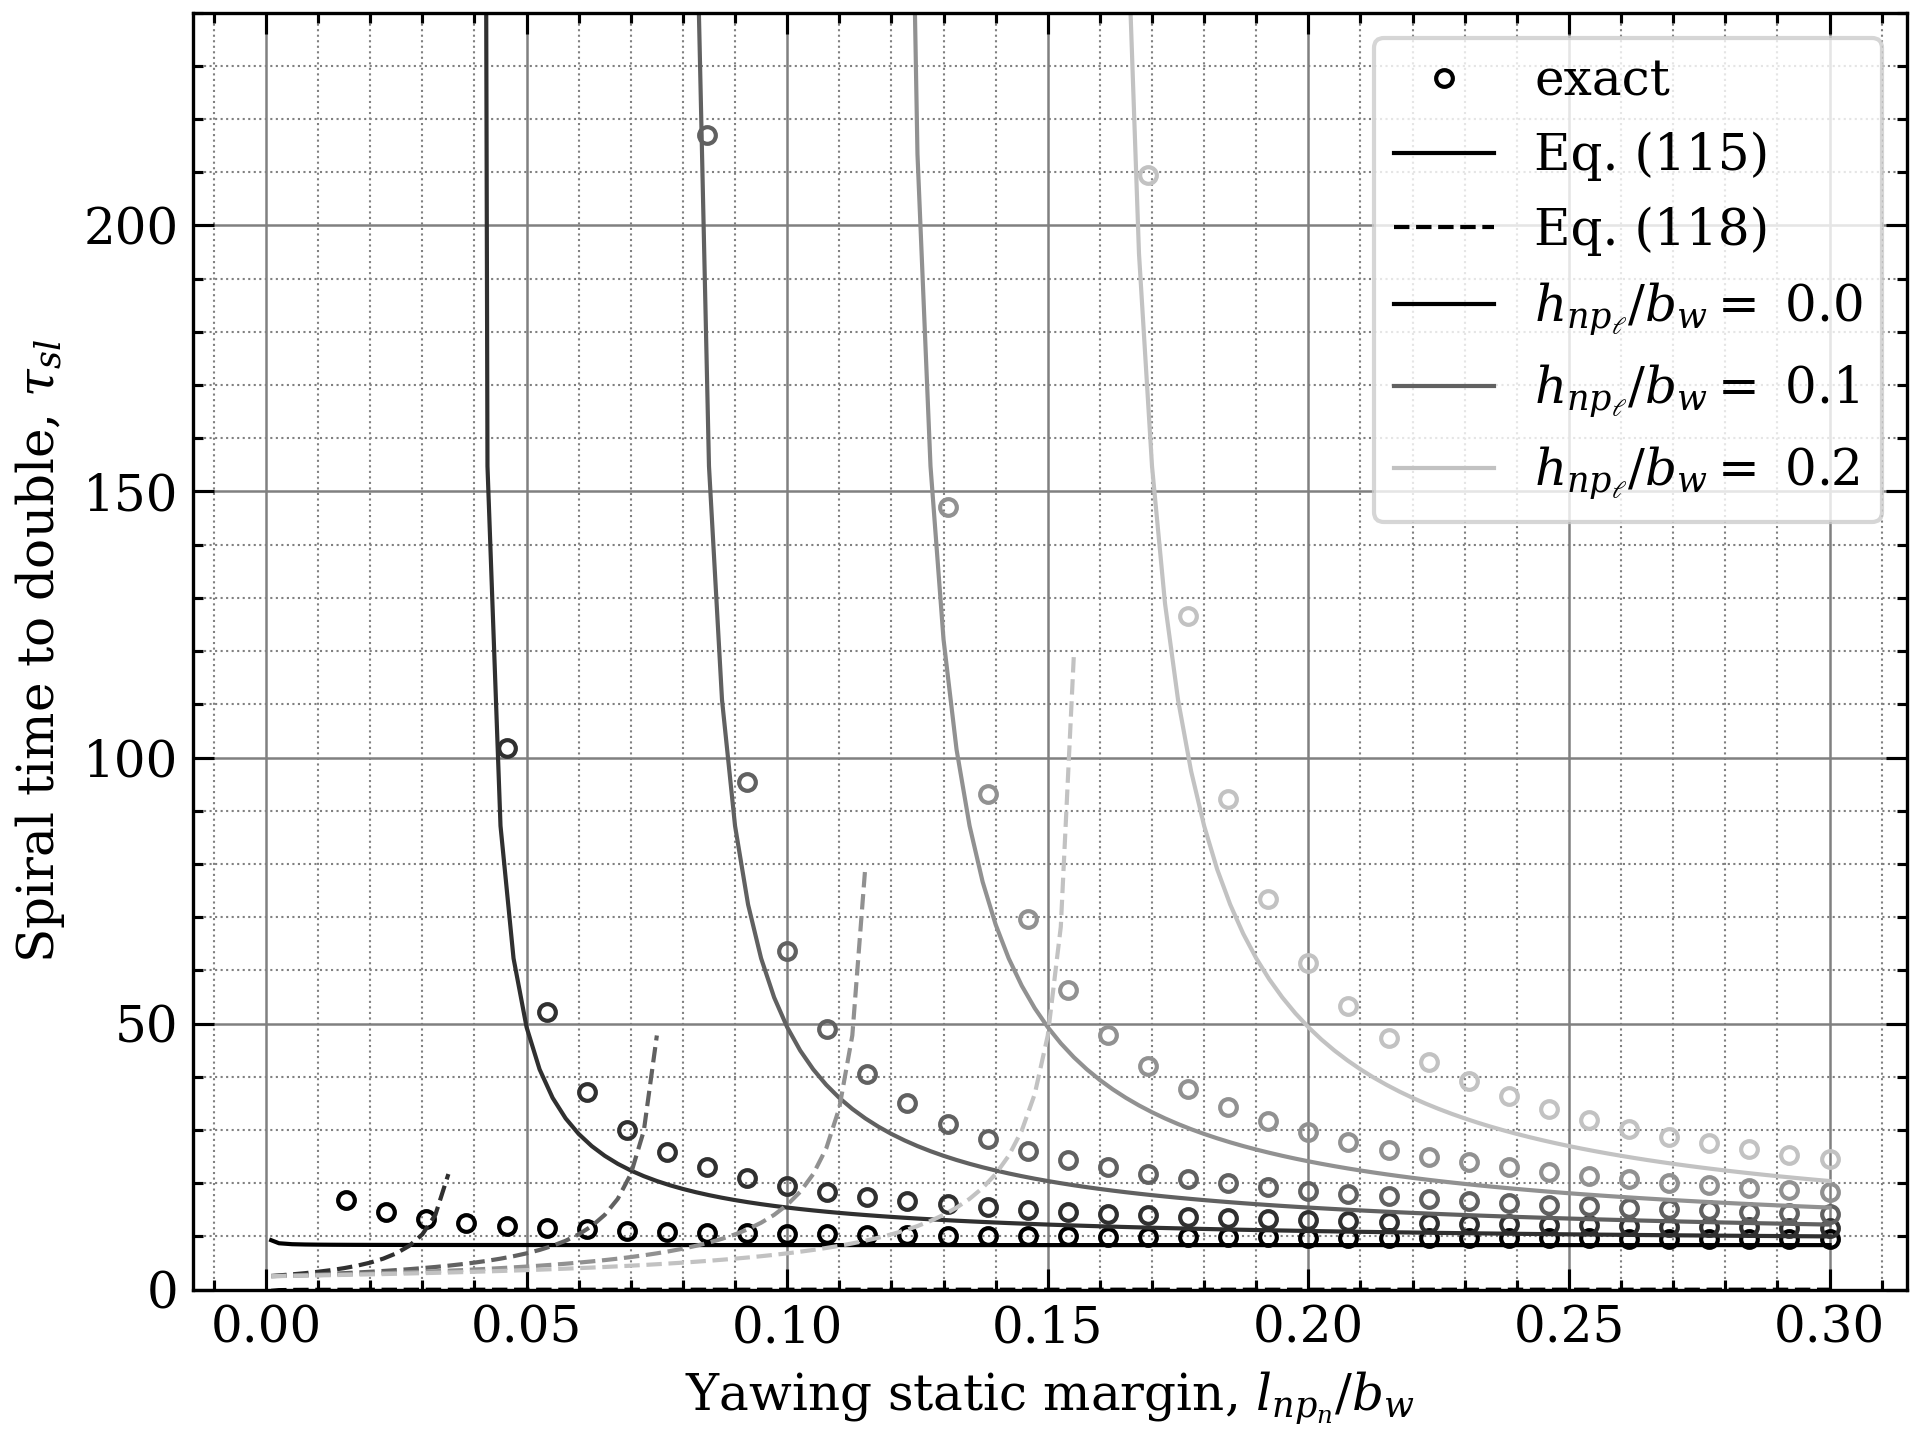 exact
Eq. (115)
Eq. (118)
h_{np_ℓ}/b_w = 0.0
h_{np_ℓ}/b_w = 0.1
h_{np_ℓ}/b_w = 0.2
Spiral time to double, τ_{sl}
200
150
100
50
0
0.00 0.05 0.10 0.15 0.20 0.25 0.30
Yawing static margin, l_{np_n}/b_w